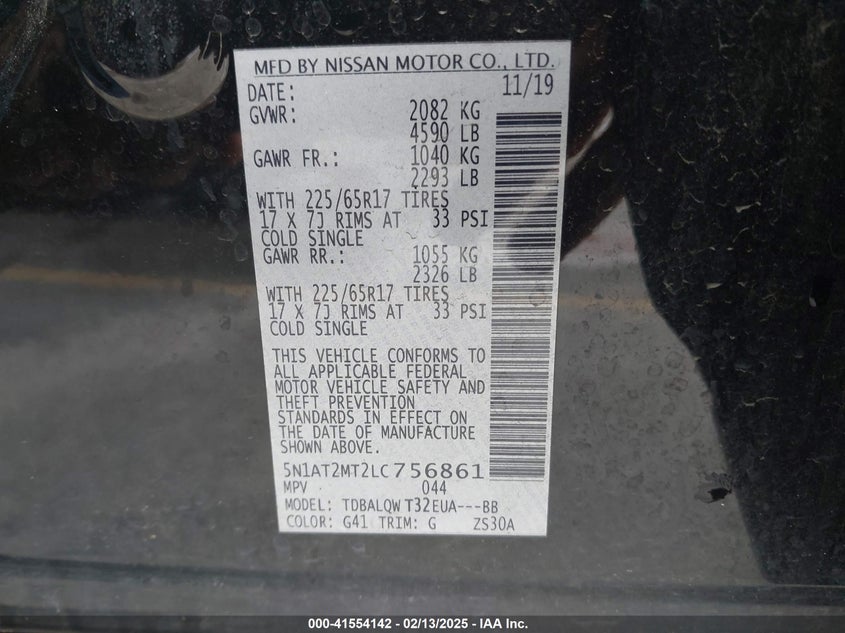 MFD BY NISSAN MOTOR CO., LTD.
DATE: 11/19
GVWR: 2082 KG
4590 LB
GAWR FR.: 1040 KG
2293 LB
WITH 225/65R17 TIRES
17 X 7J RIMS AT 33 PSI
COLD SINGLE
GAWR RR.: 1055 KG
2326 LB
WITH 225/65R17 TIRES
17 X 7J RIMS AT 33 PSI
COLD SINGLE
THIS VEHICLE CONFORMS TO
ALL APPLICABLE FEDERAL
MOTOR VEHICLE SAFETY AND
THEFT PREVENTION
STANDARDS IN EFFECT ON
THE DATE OF MANUFACTURE
SHOWN ABOVE.
5N1AT2MT2LC756861
MPV 044
MODEL: TDBALQW T32EUA---BB
COLOR: G41 TRIM: G ZS30A
000-41554142 - 02/13/2025 - IAA Inc.